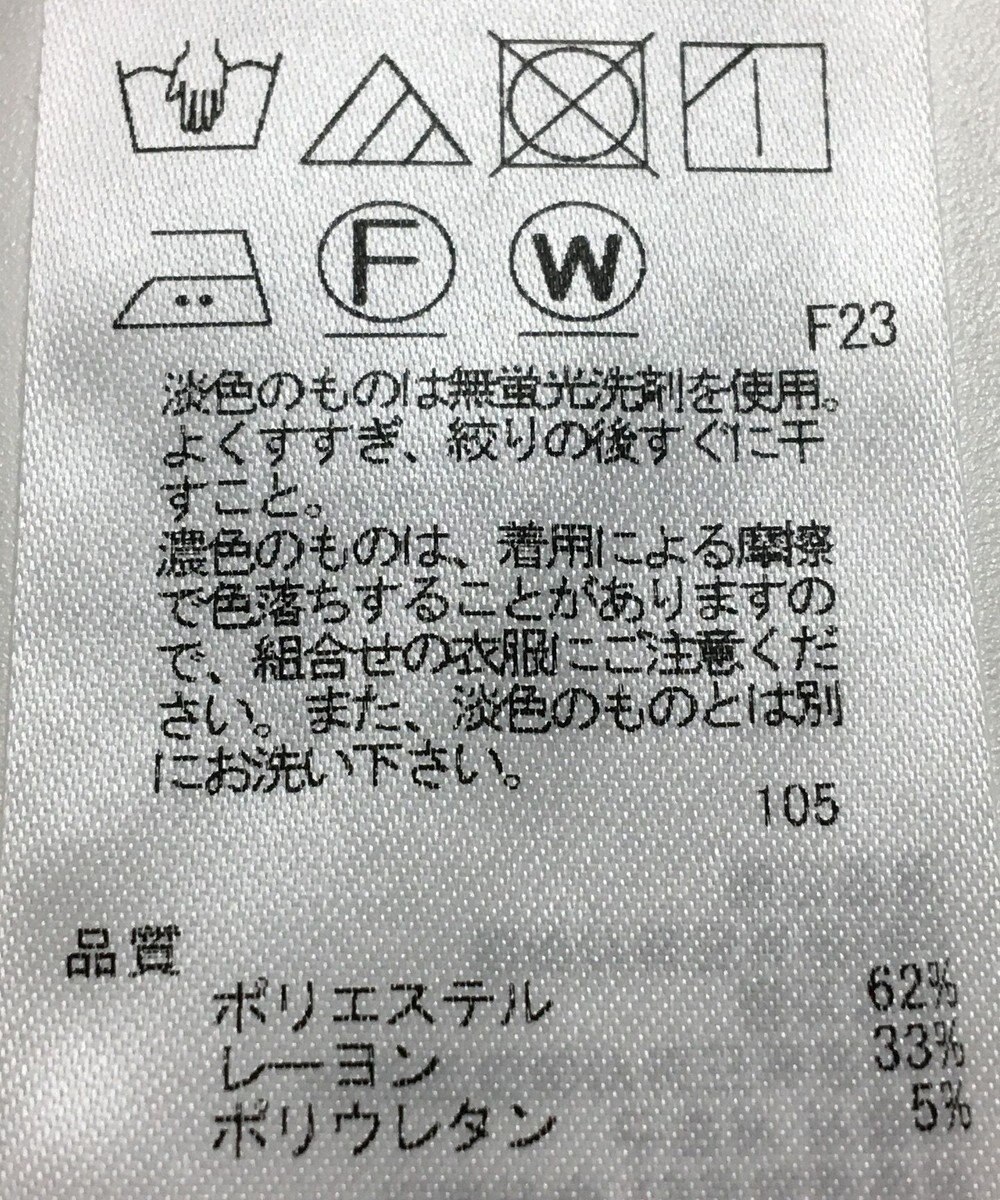 F
W
F23
淡色のものは無蛍光洗剤を使用。
よくすすぎ、絞りの後すぐに干
すこと。
濃色のものは、着用による摩擦
で色落ちすることがありますの
で、組合せの衣服にご注意くだ
さい。また、淡色のものとは別
にお洗い下さい。
105
品質
ポリエステル 62%
レーヨン 33%
ポリウレタン 5%